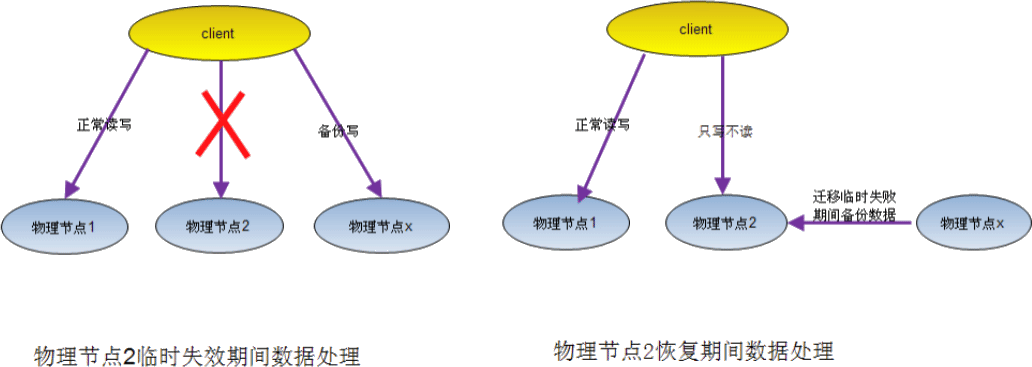 client
正常读写
备份写
物理节点1
物理节点2
物理节点x
物理节点2临时失效期间数据处理
client
正常读写
只写不读
迁移临时失败
期间备份数据
物理节点1
物理节点2
物理节点x
物理节点2恢复期间数据处理